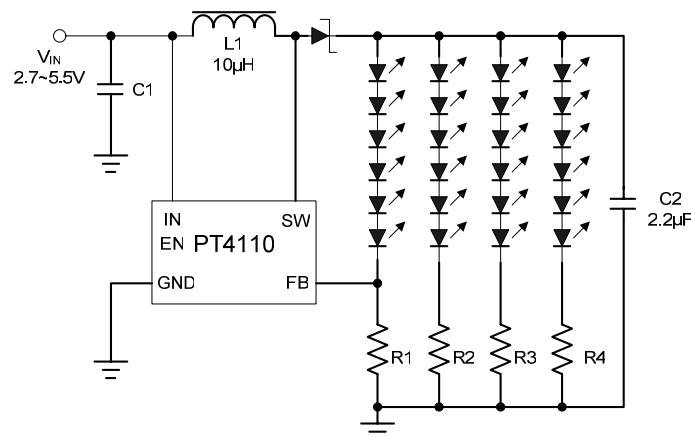 L1
10µH
VIN
2.7~5.5V
C1
IN
SW
EN
PT4110
GND
FB
C2
2.2µF
R1
R2
R3
R4